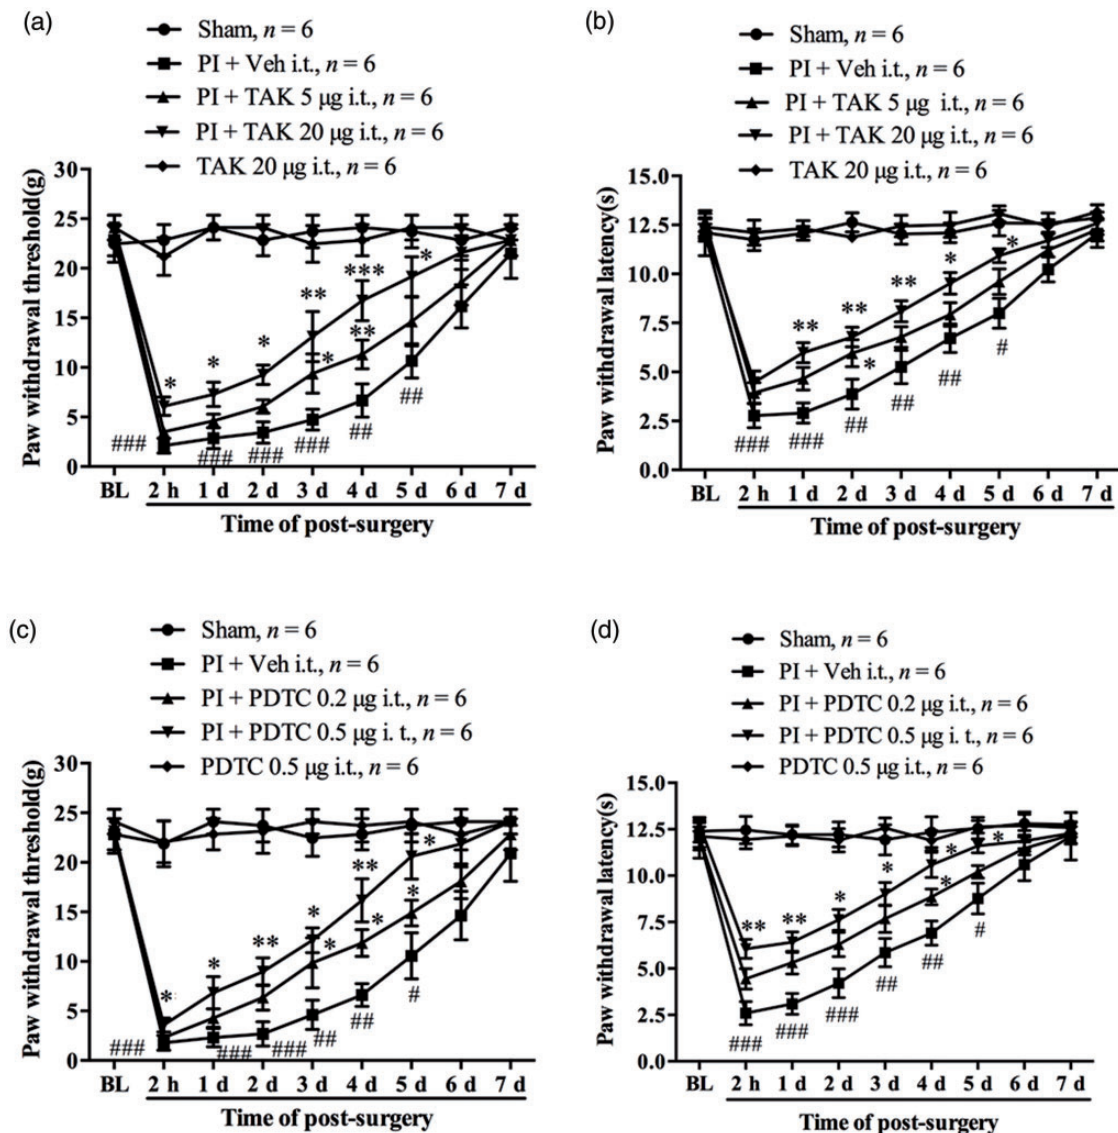 (a)
Sham, n = 6
PI + Veh i.t., n = 6
PI + TAK 5 μg i.t., n = 6
PI + TAK 20 μg i.t., n = 6
TAK 20 μg i.t., n = 6
Paw withdrawal threshold(g)
30
25
20
15
10
5
0
* * * ** *** * * **
### ### ### ### ## ##
BL 2 h 1 d 2 d 3 d 4 d 5 d 6 d 7 d
Time of post-surgery
(b)
Sham, n = 6
PI + Veh i.t., n = 6
PI + TAK 5 μg i.t., n = 6
PI + TAK 20 μg i.t., n = 6
TAK 20 μg i.t., n = 6
Paw withdrawal latency(s)
15.0
12.5
10.0
7.5
5.0
2.5
0.0
** ** ** * * *
### ### ## ## ## #
BL 2 h 1 d 2 d 3 d 4 d 5 d 6 d 7 d
Time of post-surgery
(c)
Sham, n = 6
PI + Veh i.t., n = 6
PI + PDTC 0.2 μg i.t., n = 6
PI + PDTC 0.5 μg i. t., n = 6
PDTC 0.5 μg i.t., n = 6
Paw withdrawal threshold(g)
30
25
20
15
10
5
0
* * ** * ** * * * *
### ### ### ## ## #
BL 2 h 1 d 2 d 3 d 4 d 5 d 6 d 7 d
Time of post-surgery
(d)
Sham, n = 6
PI + Veh i.t., n = 6
PI + PDTC 0.2 μg i.t., n = 6
PI + PDTC 0.5 μg i. t., n = 6
PDTC 0.5 μg i.t., n = 6
Paw withdrawal latency(s)
15.0
12.5
10.0
7.5
5.0
2.5
0.0
** ** * * * * *
### ### ### ## ## #
BL 2 h 1 d 2 d 3 d 4 d 5 d 6 d 7 d
Time of post-surgery